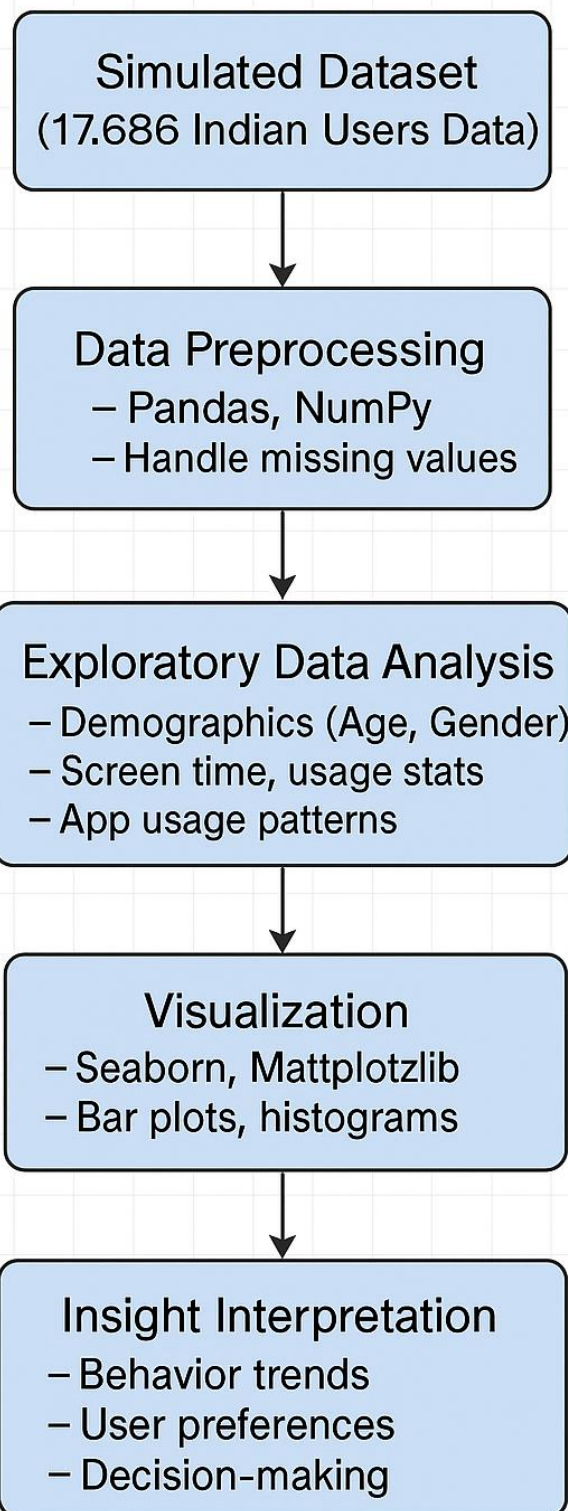 Simulated Dataset
(17.686 Indian Users Data)
Data Preprocessing
– Pandas, NumPy
– Handle missing values
Exploratory Data Analysis
– Demographics (Age, Gender)
– Screen time, usage stats
– App usage patterns
Visualization
– Seaborn, Mattplotzlib
– Bar plots, histograms
Insight Interpretation
– Behavior trends
– User preferences
– Decision-making